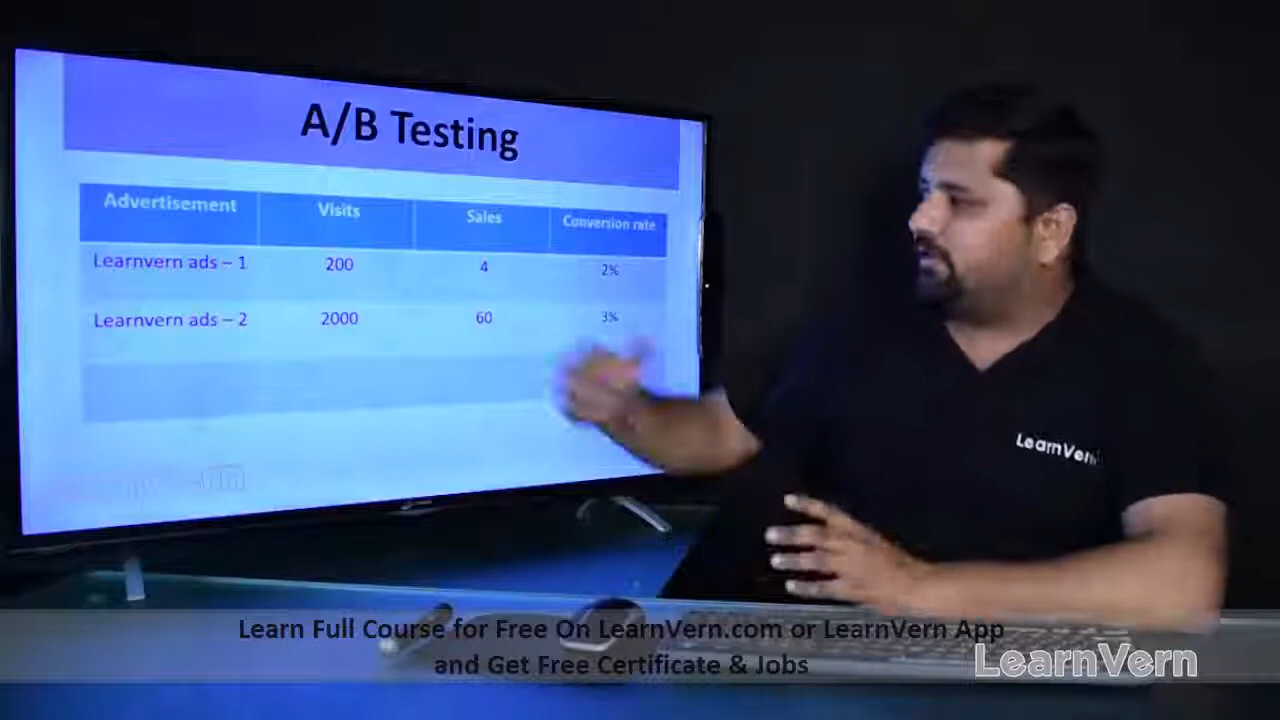 A/B Testing
Advertisement Visits Sales Conversion rate
Learnvern ads – 1 200 4 2%
Learnvern ads – 2 2000 60 3%
LearnVern
Learn Full Course for Free On LearnVern.com or LearnVern App
and Get Free Certificate & Jobs
LearnVern